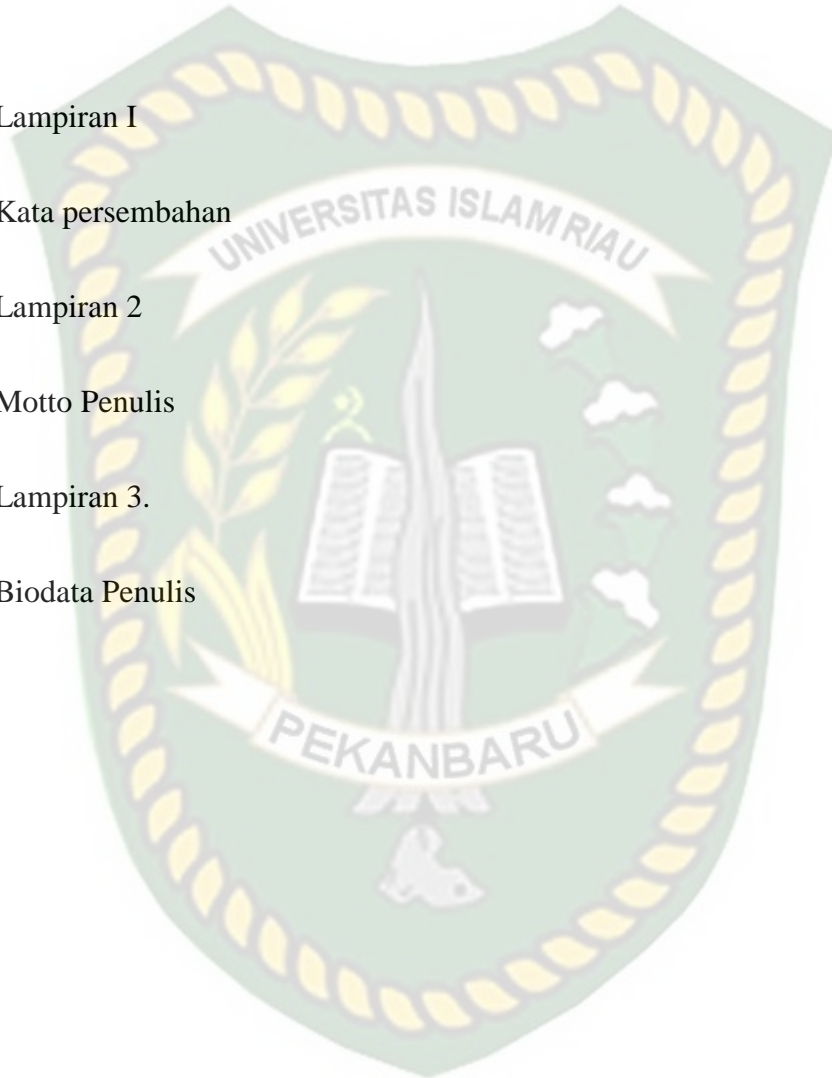 Lampiran I
Kata persembahan
UNIVERSITAS ISLAM RIAU
Lampiran 2
Motto Penulis
Lampiran 3.
Biodata Penulis
PEKANBARU